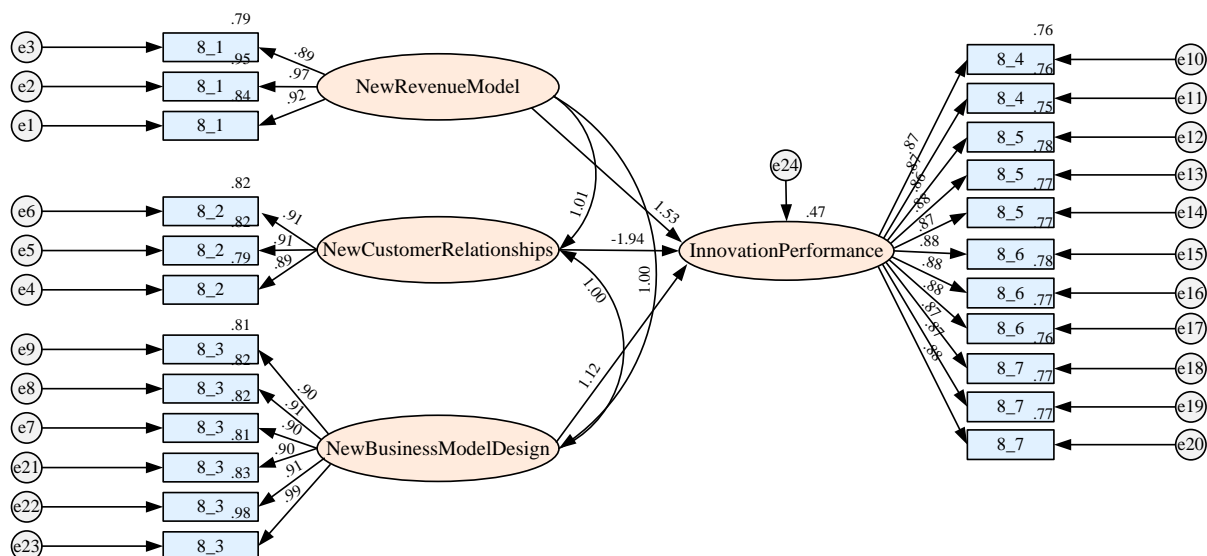 .79
e3
8_1
.89
.95
e2
8_1
.97
NewRevenueModel
.84
e1
8_1
.92
.82
e6
8_2
.91
.82
e5
8_2
.91
NewCustomerRelationships
.79
e4
8_2
.89
.81
e9
8_3
.90
.82
e8
8_3
.91
.82
e7
8_3
.90
NewBusinessModelDesign
.81
e21
8_3
.90
.83
e22
8_3
.91
.98
e23
8_3
.99
1.01
1.00
1.00
1.53
-1.94
1.12
e24
.47
InnovationPerformance
.76
.87
8_4
e10
.76
.87
8_4
e11
.75
.86
8_5
e12
.78
.88
8_5
e13
.77
.87
8_5
e14
.77
.88
8_6
e15
.78
.88
8_6
e16
.77
.88
8_6
e17
.76
.87
8_7
e18
.77
.87
8_7
e19
.77
.88
8_7
e20